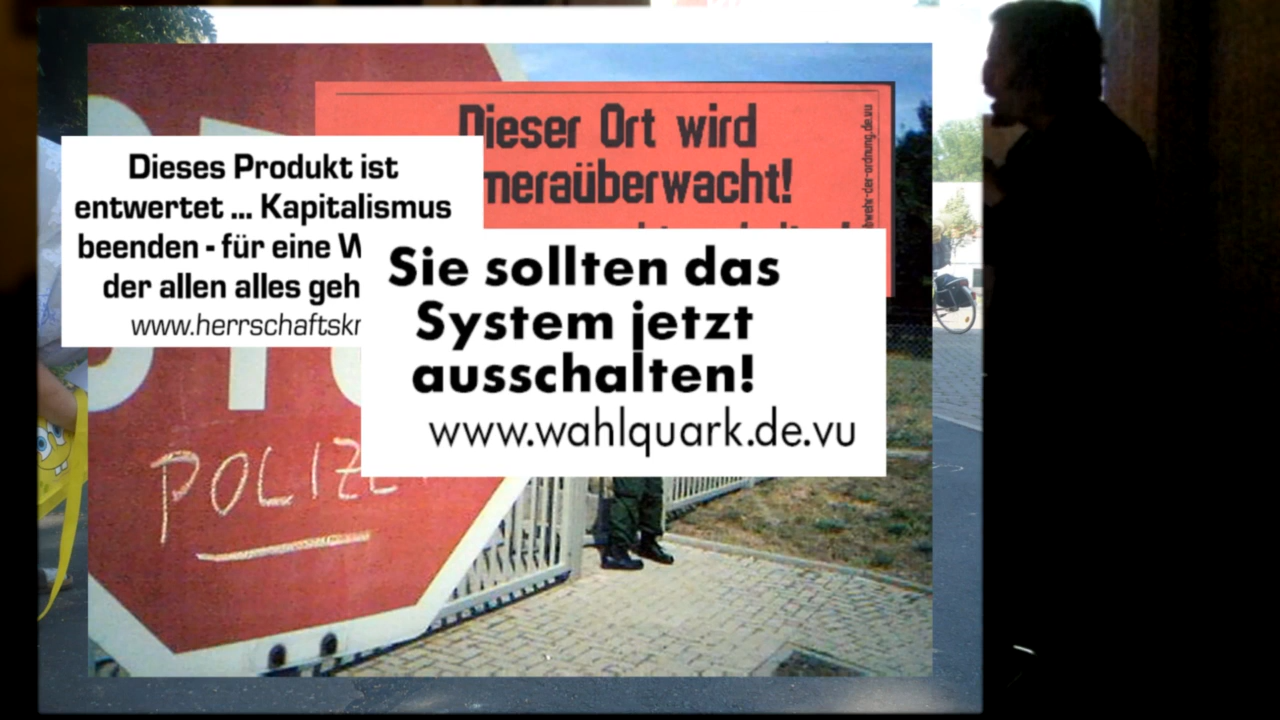 Dieser Ort wird
meraüberwacht!
Dieses Produkt ist
entwertet ... Kapitalismus
beenden - für eine W
der allen alles geh
www.herrschaftskr
Sie sollten das
System jetzt
ausschalten!
www.wahlquark.de.vu
POLIZEI